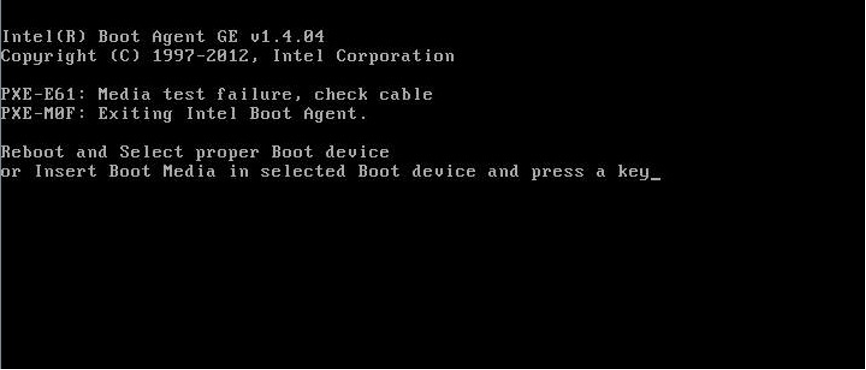 Intel(R) Boot Agent GE v1.4.04
Copyright (C) 1997-2012, Intel Corporation
PXE-E61: Media test failure, check cable
PXE-M0F: Exiting Intel Boot Agent.
Reboot and Select proper Boot device
or Insert Boot Media in selected Boot device and press a key_